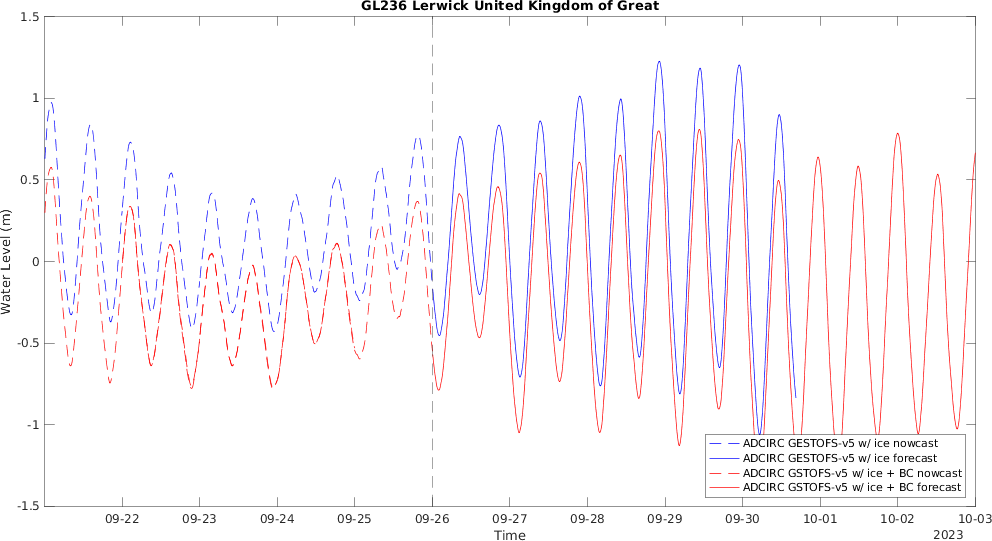 GL236 Lerwick United Kingdom of Great
1.5
1
0.5
0
-0.5
-1
-1.5
Water Level (m)
ADCIRC GESTOFS-v5 w/ ice nowcast
ADCIRC GESTOFS-v5 w/ ice forecast
ADCIRC GSTOFS-v5 w/ ice + BC nowcast
ADCIRC GSTOFS-v5 w/ ice + BC forecast
09-22 09-23 09-24 09-25 09-26 09-27 09-28 09-29 09-30 10-01 10-02 10-03
Time
2023